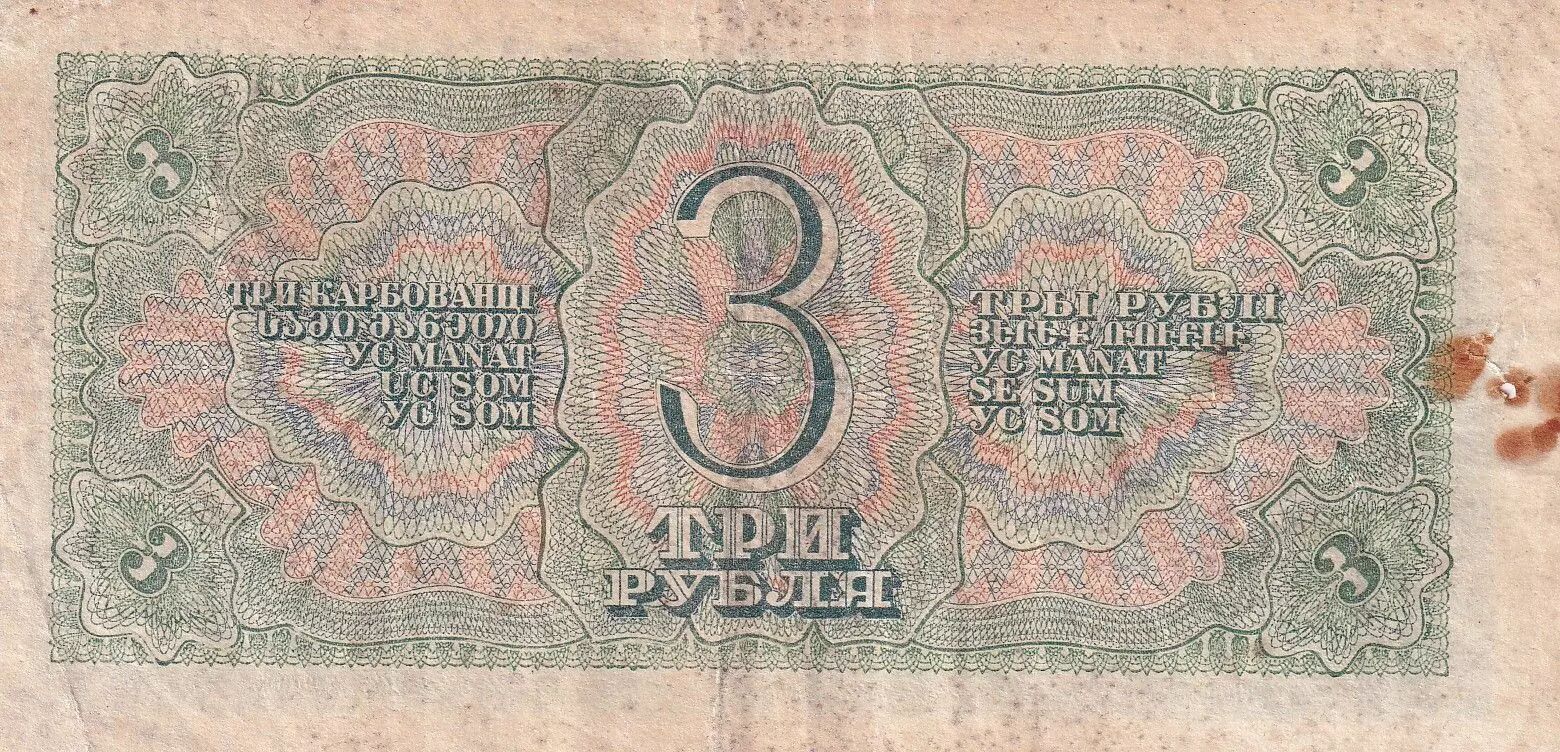 3
3
3
ТРИ КАРБОВАНЦІ
სამი მანეთი
YC MANAT
UC SOM
YC SOM
ТРЫ РУБЛІ
ՅԵՐԵՔ ՌՈՒԲԼԻ
YC MANAT
SE SUM
YC SOM
ТРИ
РУБЛЯ
3
3